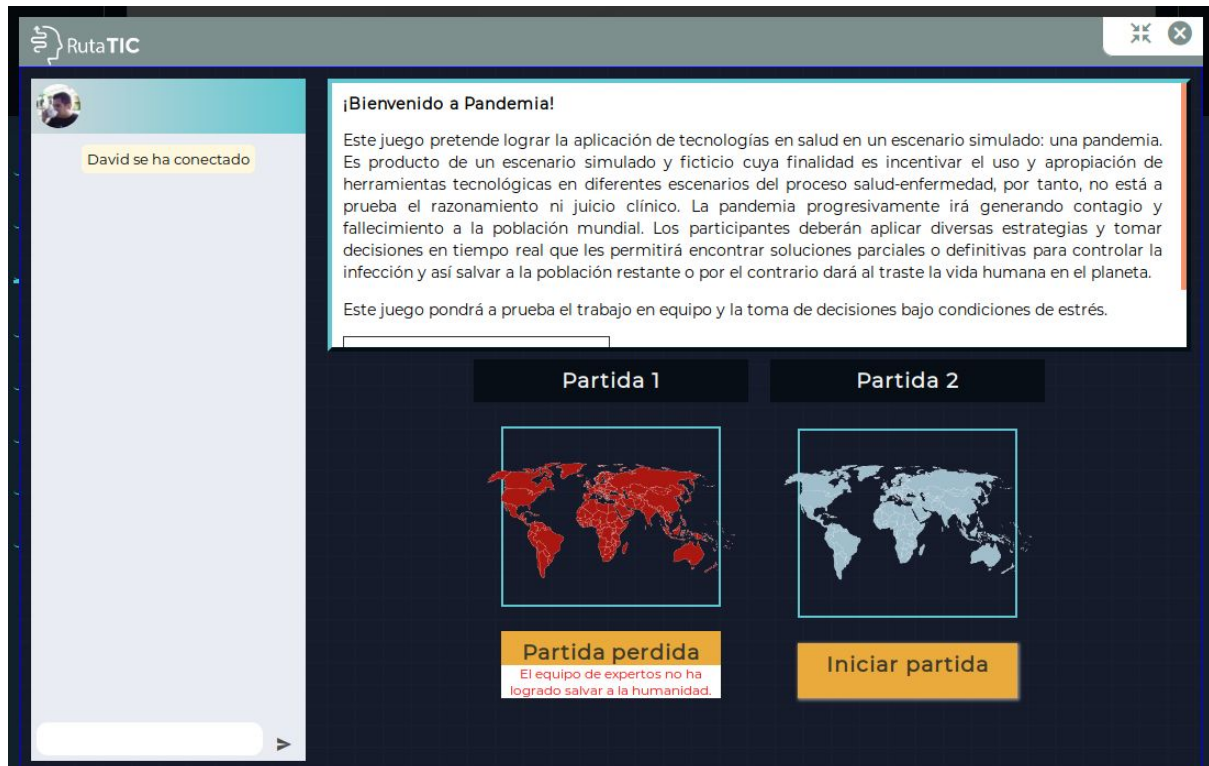 RutaTIC
David se ha conectado
¡Bienvenido a Pandemia!
Este juego pretende lograr la aplicación de tecnologías en salud en un escenario simulado: una pandemia.
Es producto de un escenario simulado y ficticio cuya finalidad es incentivar el uso y apropiación de
herramientas tecnológicas en diferentes escenarios del proceso salud-enfermedad, por tanto, no está a
prueba el razonamiento ni juicio clínico. La pandemia progresivamente irá generando contagio y
fallecimiento a la población mundial. Los participantes deberán aplicar diversas estrategias y tomar
decisiones en tiempo real que les permitirá encontrar soluciones parciales o definitivas para controlar la
infección y así salvar a la población restante o por el contrario dará al traste la vida humana en el planeta.
Este juego pondrá a prueba el trabajo en equipo y la toma de decisiones bajo condiciones de estrés.
Partida 1
Partida 2
Partida perdida
El equipo de expertos no ha
logrado salvar a la humanidad.
Iniciar partida